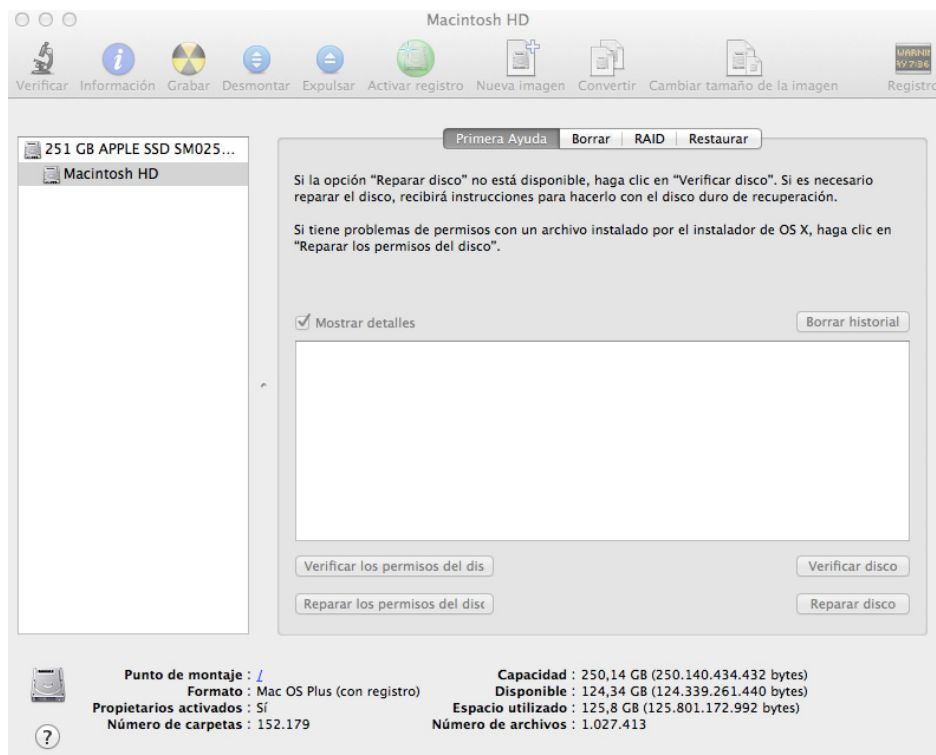 Macintosh HD
Verificar Información Grabar Desmontar Expulsar Activar registro Nueva imagen Convertir Cambiar tamaño de la imagen Registro
WARNI
4V 7:36
251 GB APPLE SSD SM025...
Macintosh HD
Primera Ayuda Borrar RAID Restaurar
Si la opción “Reparar disco” no está disponible, haga clic en “Verificar disco”. Si es necesario
reparar el disco, recibirá instrucciones para hacerlo con el disco duro de recuperación.
Si tiene problemas de permisos con un archivo instalado por el instalador de OS X, haga clic en
“Reparar los permisos del disco”.
Mostrar detalles
Borrar historial
Verificar los permisos del dis
Verificar disco
Reparar los permisos del disc
Reparar disco
Punto de montaje : /
Formato : Mac OS Plus (con registro)
Propietarios activados : Sí
Número de carpetas : 152.179
Capacidad : 250,14 GB (250.140.434.432 bytes)
Disponible : 124,34 GB (124.339.261.440 bytes)
Espacio utilizado : 125,8 GB (125.801.172.992 bytes)
Número de archivos : 1.027.413
?